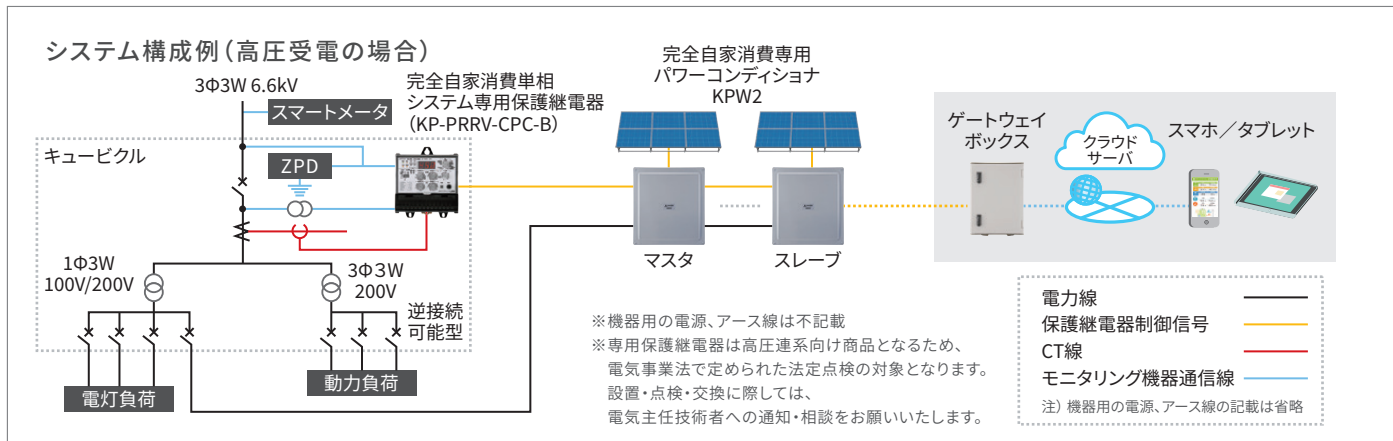 システム構成例（高圧受電の場合）
3Φ3W 6.6kV
スマートメータ
完全自家消費単相
システム専用保護継電器
（KP-PRRV-CPC-B）
完全自家消費専用
パワーコンディショナ
KPW2
キュービクル
ZPD
ゲートウェイ
ボックス
クラウド
サーバ
スマホ／タブレット
マスタ
スレーブ
1Φ3W
100V/200V
3Φ3W
200V
逆接続
可能型
電灯負荷
動力負荷
※機器用の電源、アース線は不記載
※専用保護継電器は高圧連系向け商品となるため、
電気事業法で定められた法定点検の対象となります。
設置・点検・交換に際しては、
電気主任技術者への通知・相談をお願いいたします。
電力線
保護継電器制御信号
CT線
モニタリング機器通信線
注）機器用の電源、アース線の記載は省略